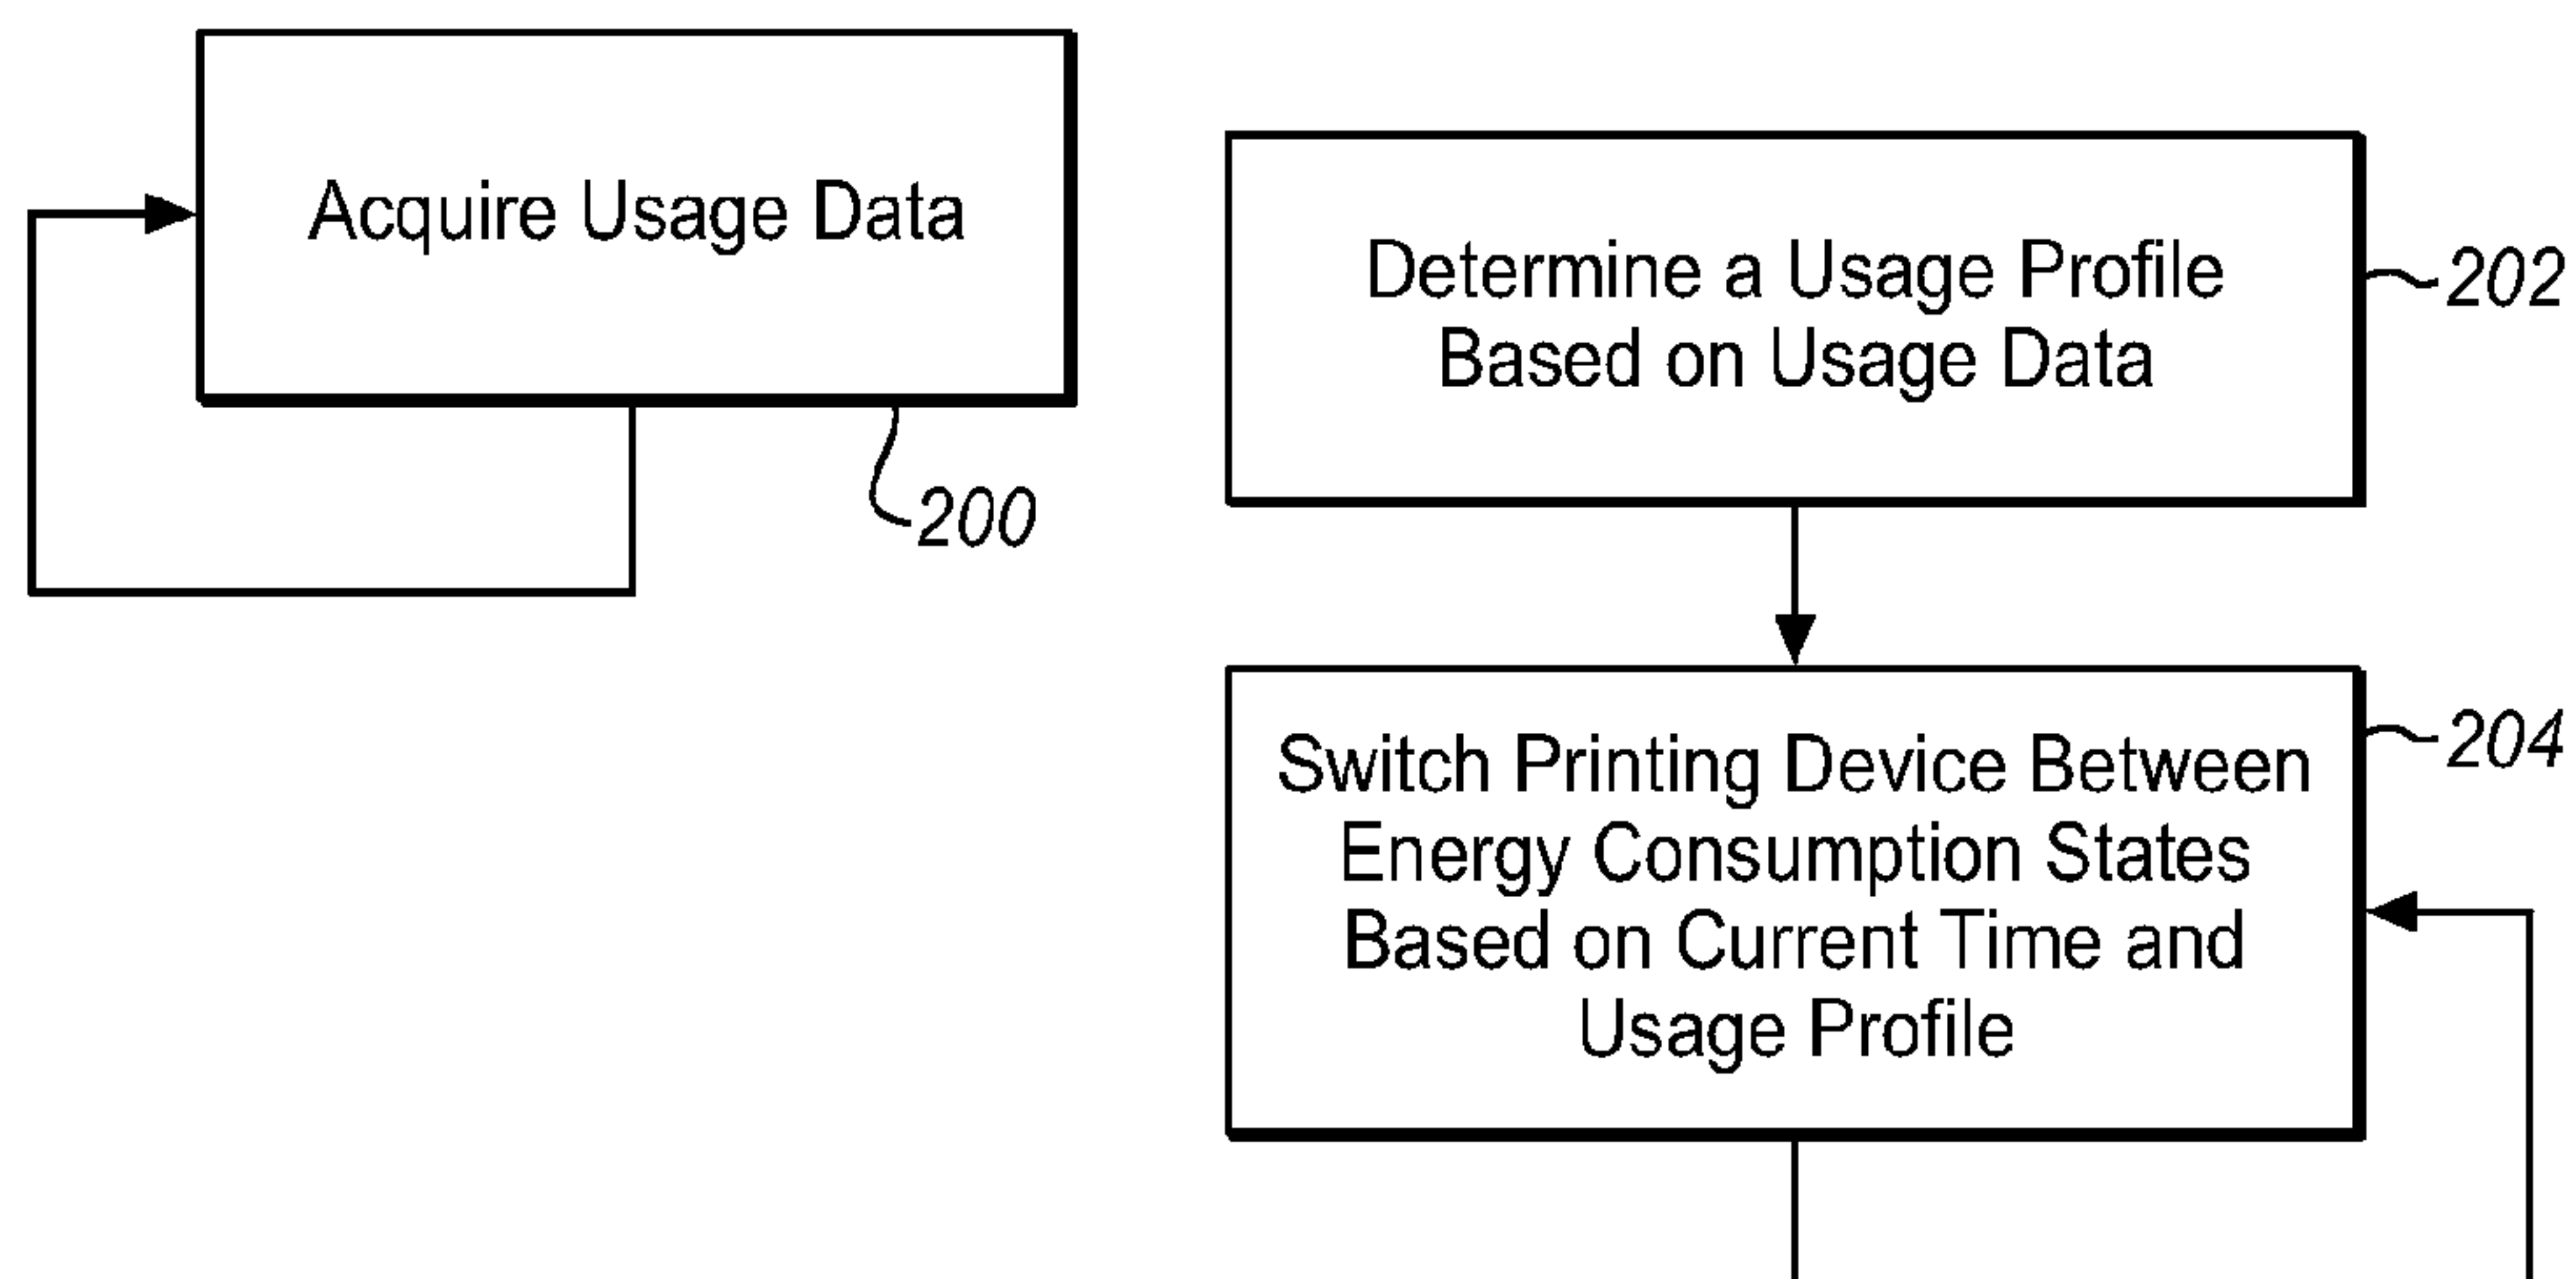 Acquire Usage Data
200
Determine a Usage Profile
Based on Usage Data
202
Switch Printing Device Between
Energy Consumption States
Based on Current Time and
Usage Profile
204